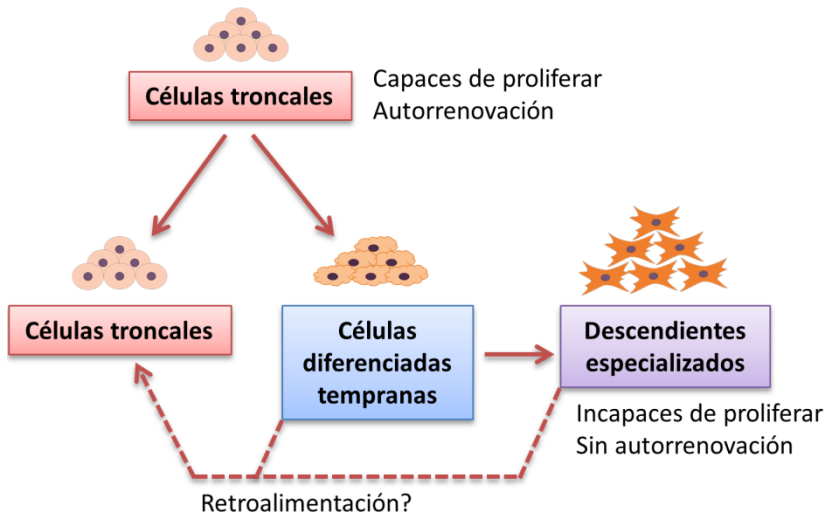 Células troncales
Capaces de proliferar
Autorrenovación
Células troncales
Células
diferenciadas
tempranas
Descendientes
especializados
Incapaces de proliferar
Sin autorrenovación
Retroalimentación?